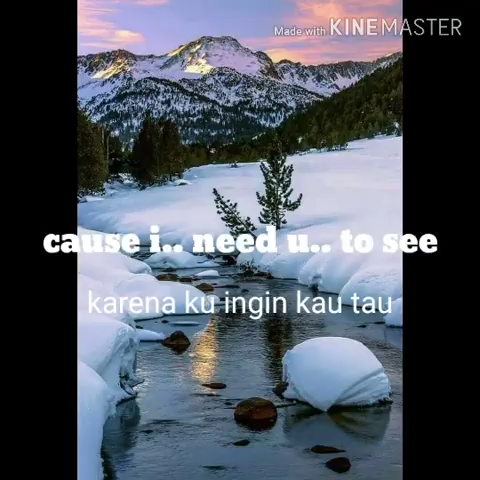 Made with KINEMASTER
cause i.. need u.. to see
karena ku ingin kau tau